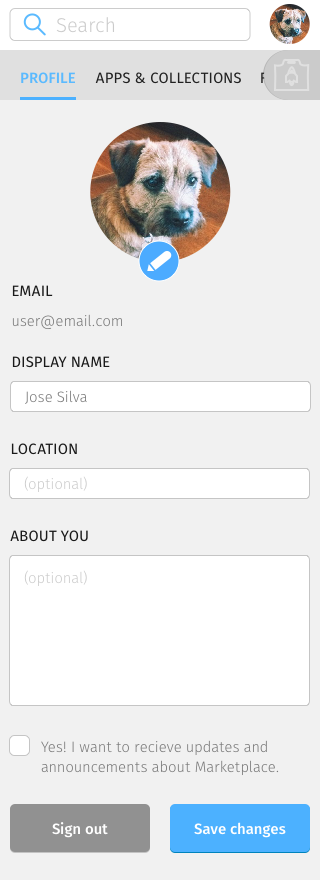 Search
PROFILE APPS & COLLECTIONS
EMAIL
user@email.com
DISPLAY NAME
Jose Silva
LOCATION
(optional)
ABOUT YOU
(optional)
Yes! I want to recieve updates and
announcements about Marketplace.
Sign out Save changes